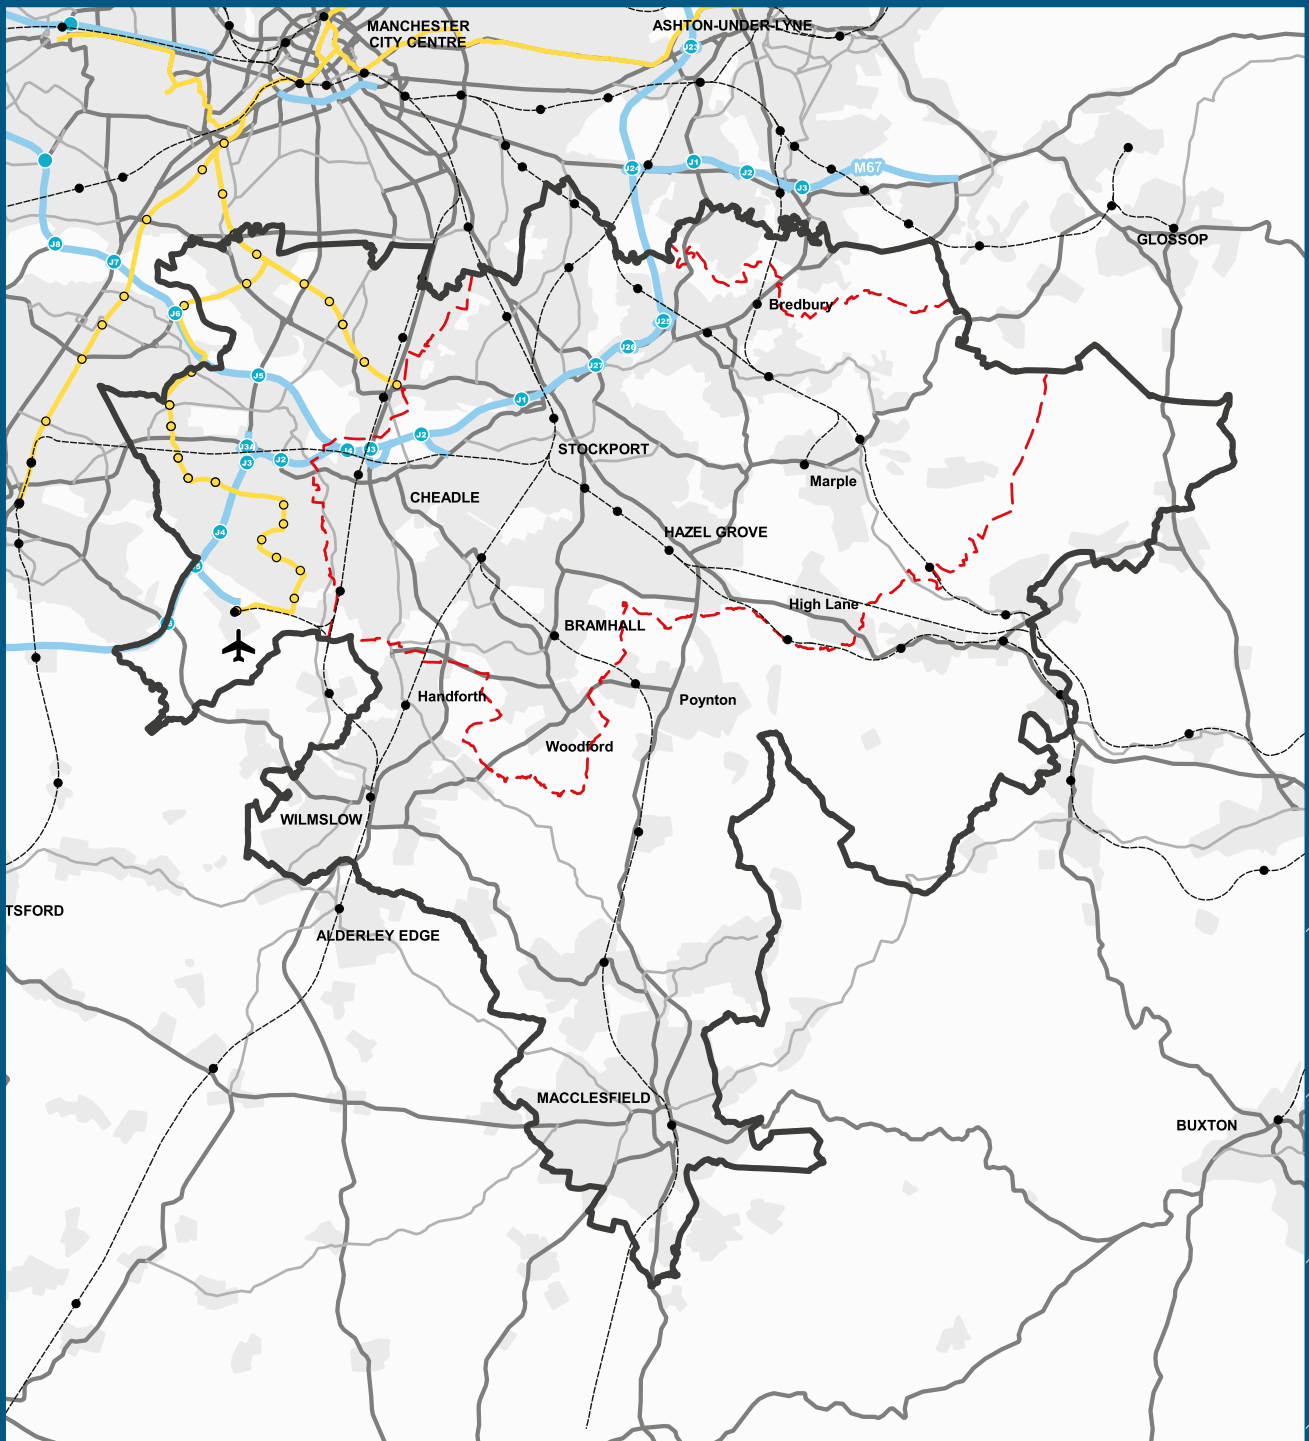 MANCHESTER
CITY CENTRE
ASHTON-UNDER-LYNE
J23
J24
J1
J2
J3
M67
GLOSSOP
J8
J7
J6
Bredbury
J25
J26
J27
J5
J1
J2
J3A
J3
J2
J4
J3
STOCKPORT
Marple
CHEADLE
HAZEL GROVE
J4
High Lane
BRAMHALL
Handforth
Poynton
Woodford
WILMSLOW
TSFORD
ALDERLEY EDGE
MACCLESFIELD
BUXTON